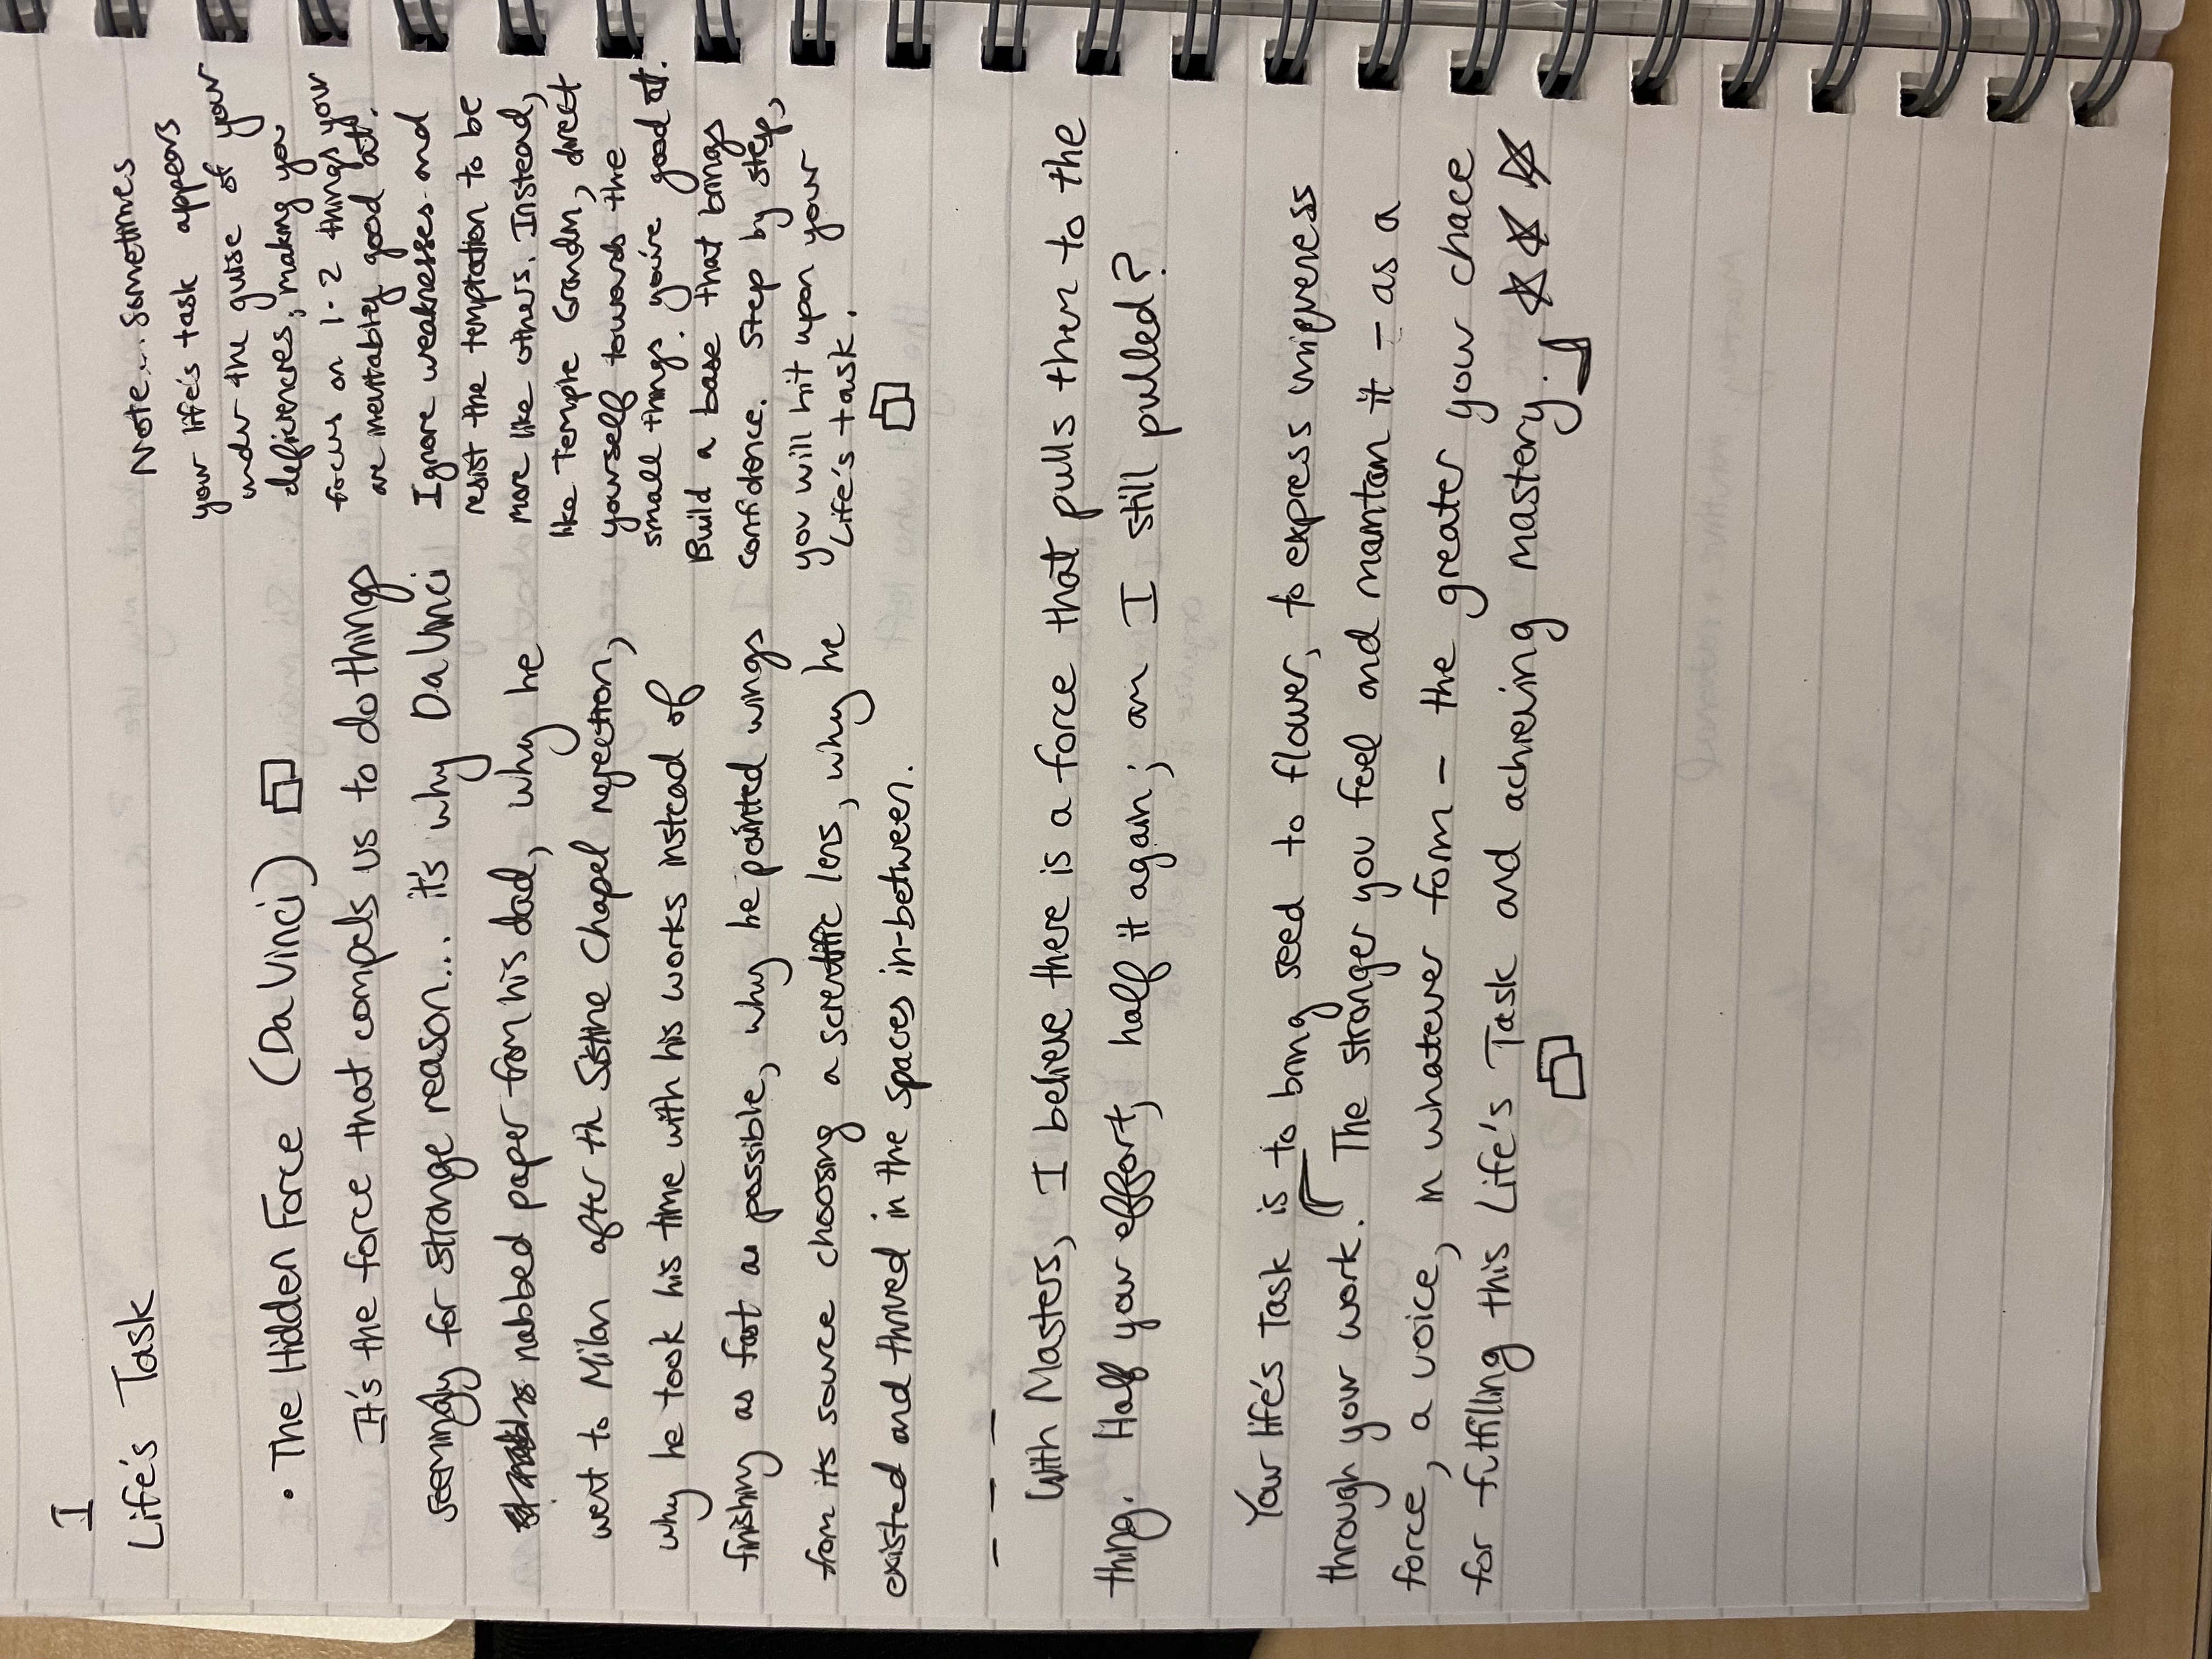 I
Life's Task
• The Hidden Force (Da Vinci)
It's the force that compels us to do things
seemingly for strange reason... it's why Da Vinci
nabbed paper from his dad, why he
went to Milan after th Sistine Chapel rejection,
why he took his time with his works instead of
finishing as fast as possible, why he painted wings
from its source choosing a scientific lens, why he
existed and thrived in the spaces in-between.
Note... sometimes
your life's task appears
under the guise of your
deficiencies, making you
focus on 1-2 things your
are inevitably good at.
Ignore weaknesses and
resist the temptation to be
more like others. Instead,
like Temple Grandin, direct
yourself towards the
small things you're good at.
Build a base that brings
confidence. Step by step,
you will hit upon your
Life's task.
- - -
With Masters, I believe there is a force that pulls them to the
thing. Half your effort, half it again; am I still pulled?
Your life's Task is to bring seed to flower, to express uniqueness
through your work. The stronger you feel and maintain it - as a
force, a voice, in whatever form - the greater your chace
for fulfilling this Life's Task and achieving mastery.